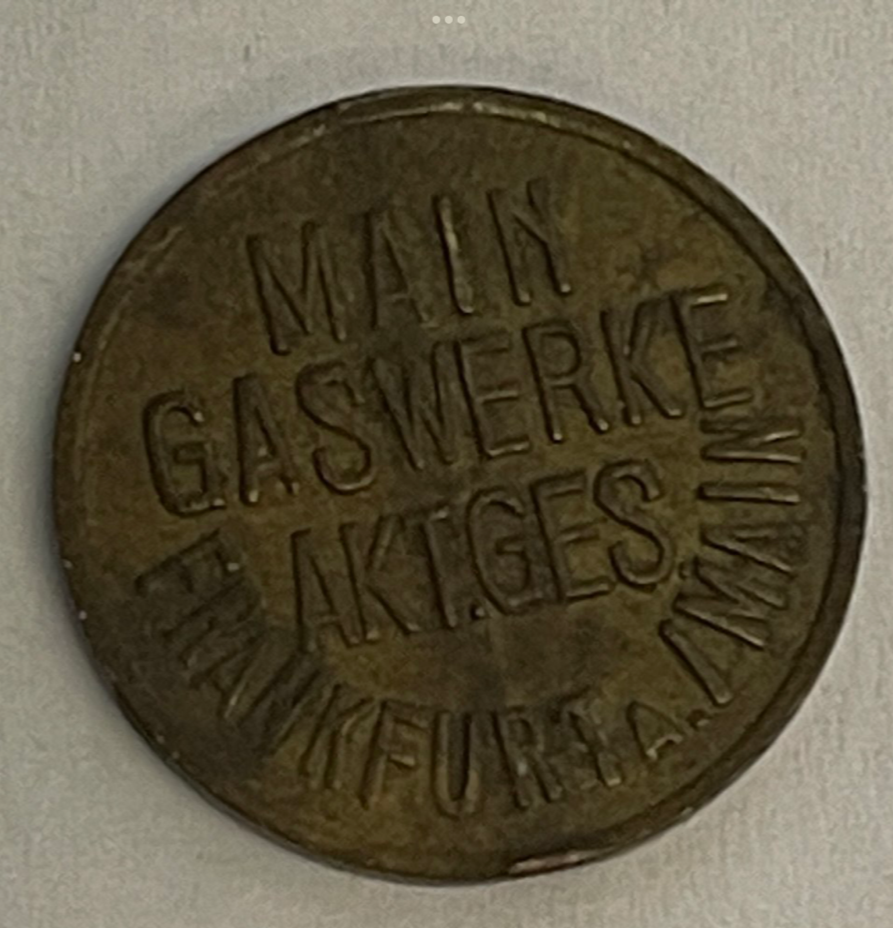 MAIN
GASWERKE
AKT.GES.
FRANKFURT A./MAIN